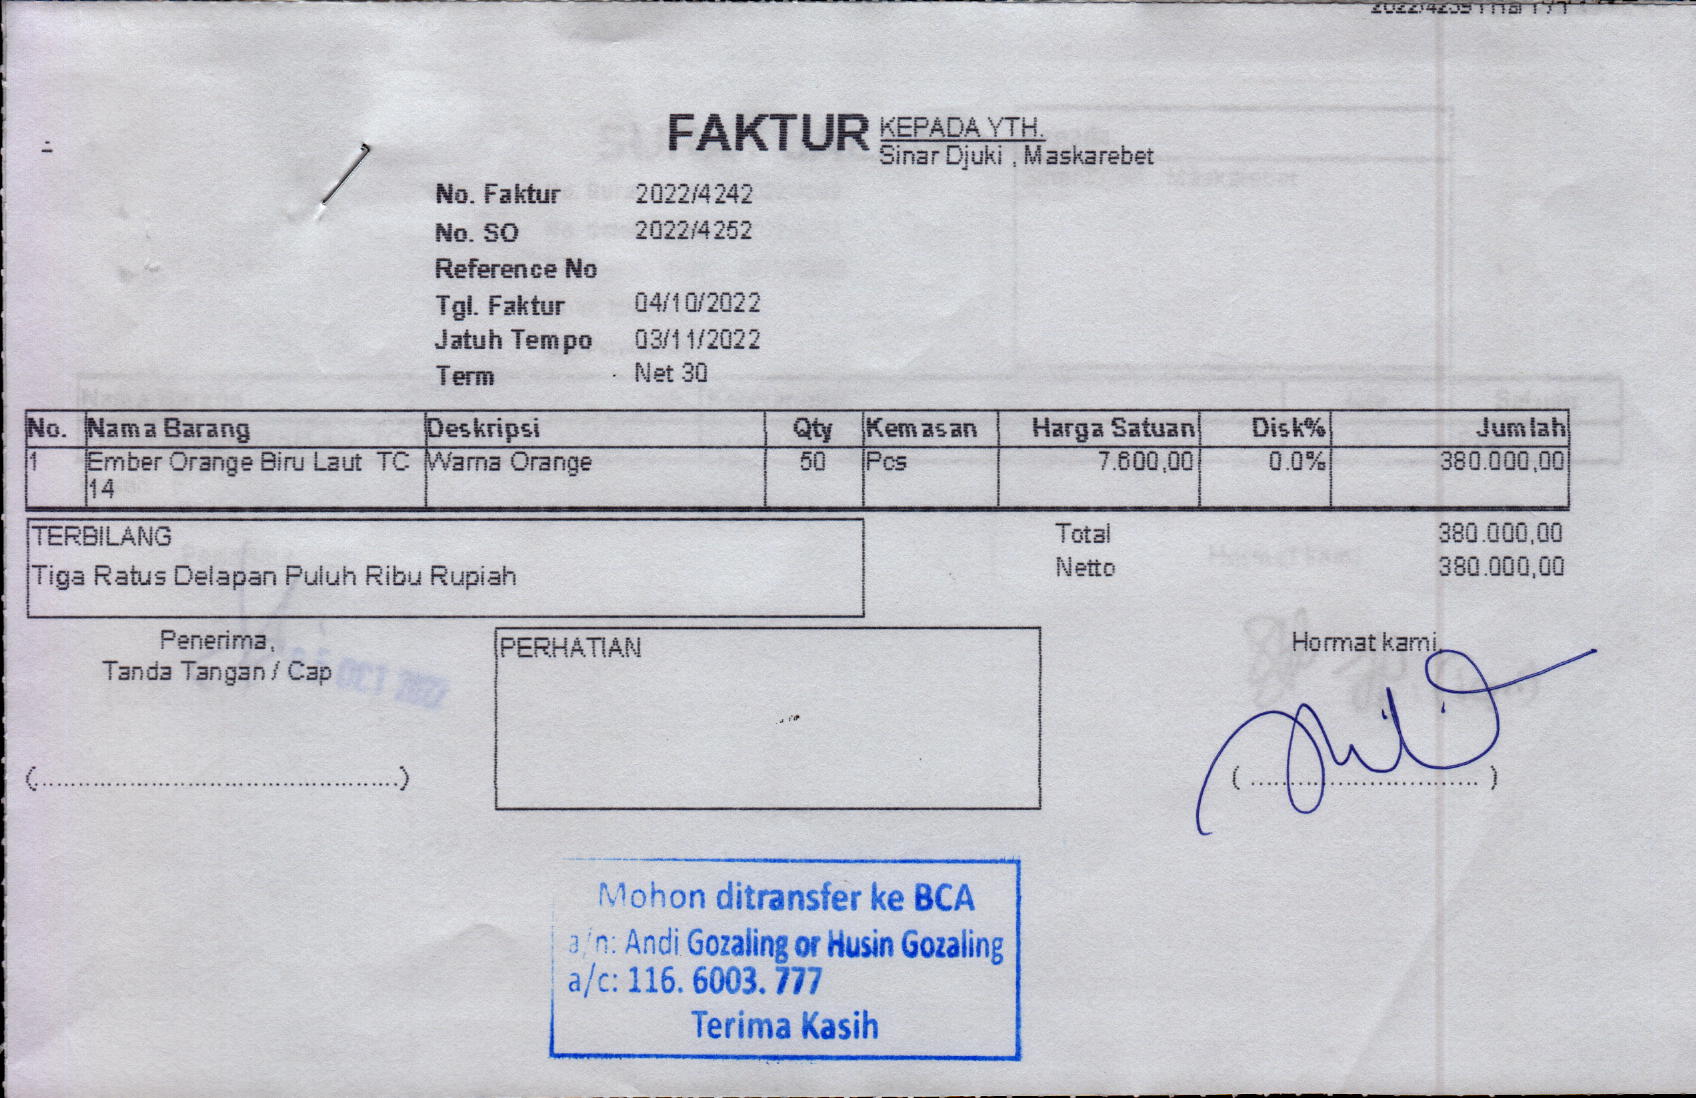 FAKTUR KEPADA YTH.
Sinar Djuki , Maskarebet
No. Faktur 2022/4242
No. SO 2022/4252
Reference No
Tgl. Faktur 04/10/2022
Jatuh Tempo 03/11/2022
Term Net 30
No. Nama Barang Deskripsi Qty Kemasan Harga Satuan Disk% Jumlah
1 Ember Orange Biru Laut TC Warna Orange 50 Pcs 7.600,00 0.0% 380.000,00
14
TERBILANG Total 380.000,00
Tiga Ratus Delapan Puluh Ribu Rupiah Netto 380.000,00
Penerima, PERHATIAN Hormat kami,
Tanda Tangan / Cap
OCT 2022
(............................................) ( ............................ )
Mohon ditransfer ke BCA
a/n: Andi Gozaling or Husin Gozaling
a/c: 116. 6003. 777
Terima Kasih